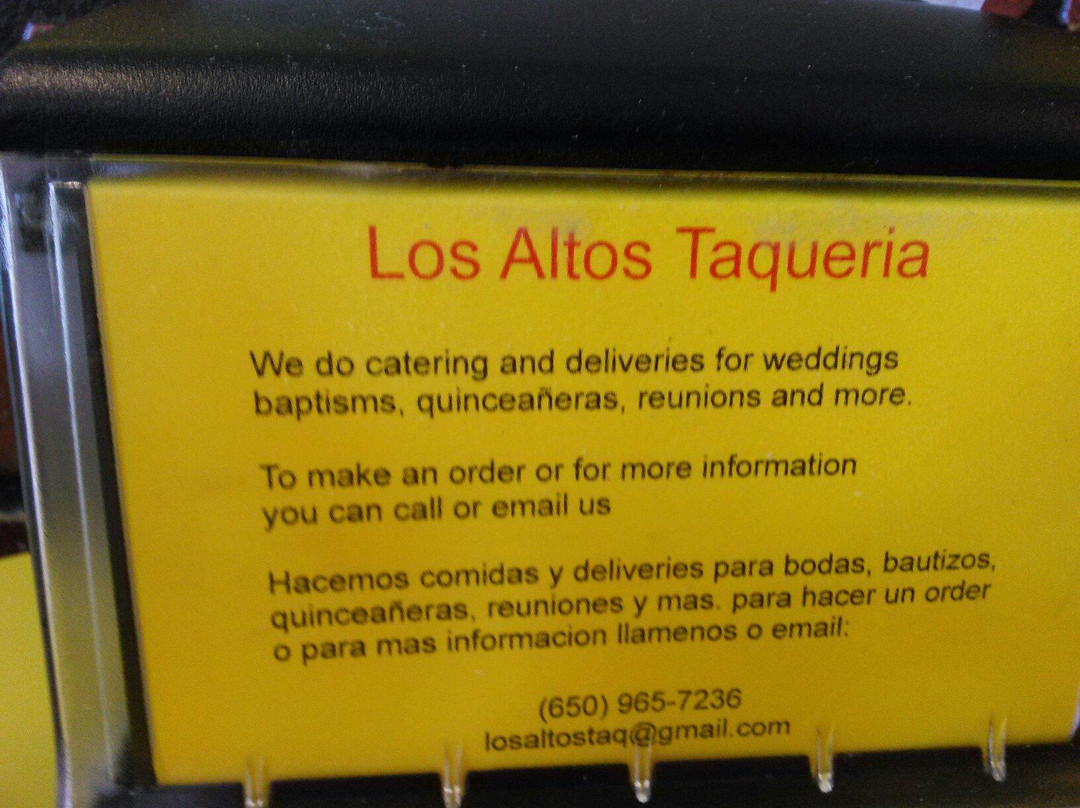 Los Altos Taqueria
We do catering and deliveries for weddings
baptisms, quinceañeras, reunions and more.
To make an order or for more information
you can call or email us
Hacemos comidas y deliveries para bodas, bautizos,
quinceañeras, reuniones y mas. para hacer un order
o para mas informacion llamenos o email:
(650) 965-7236
losaltostaq@gmail.com